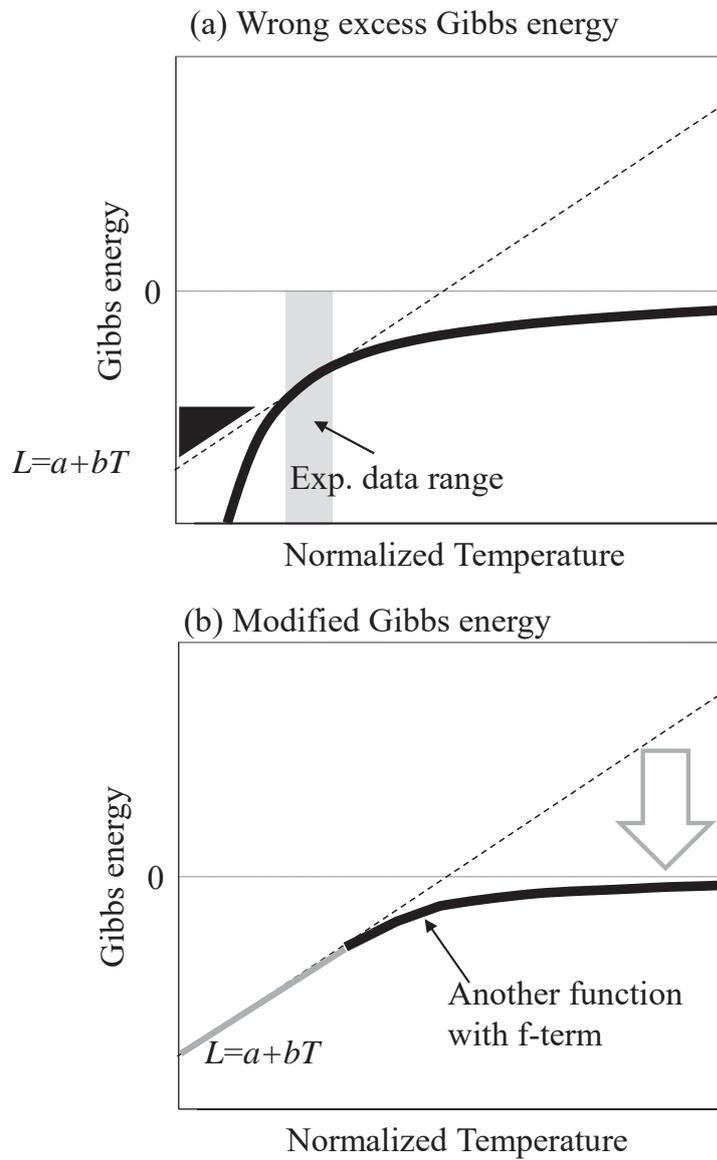 (a) Wrong excess Gibbs energy
Gibbs energy
0
L=a+bT
Exp. data range
Normalized Temperature
(b) Modified Gibbs energy
Gibbs energy
0
Another function
with f-term
L=a+bT
Normalized Temperature